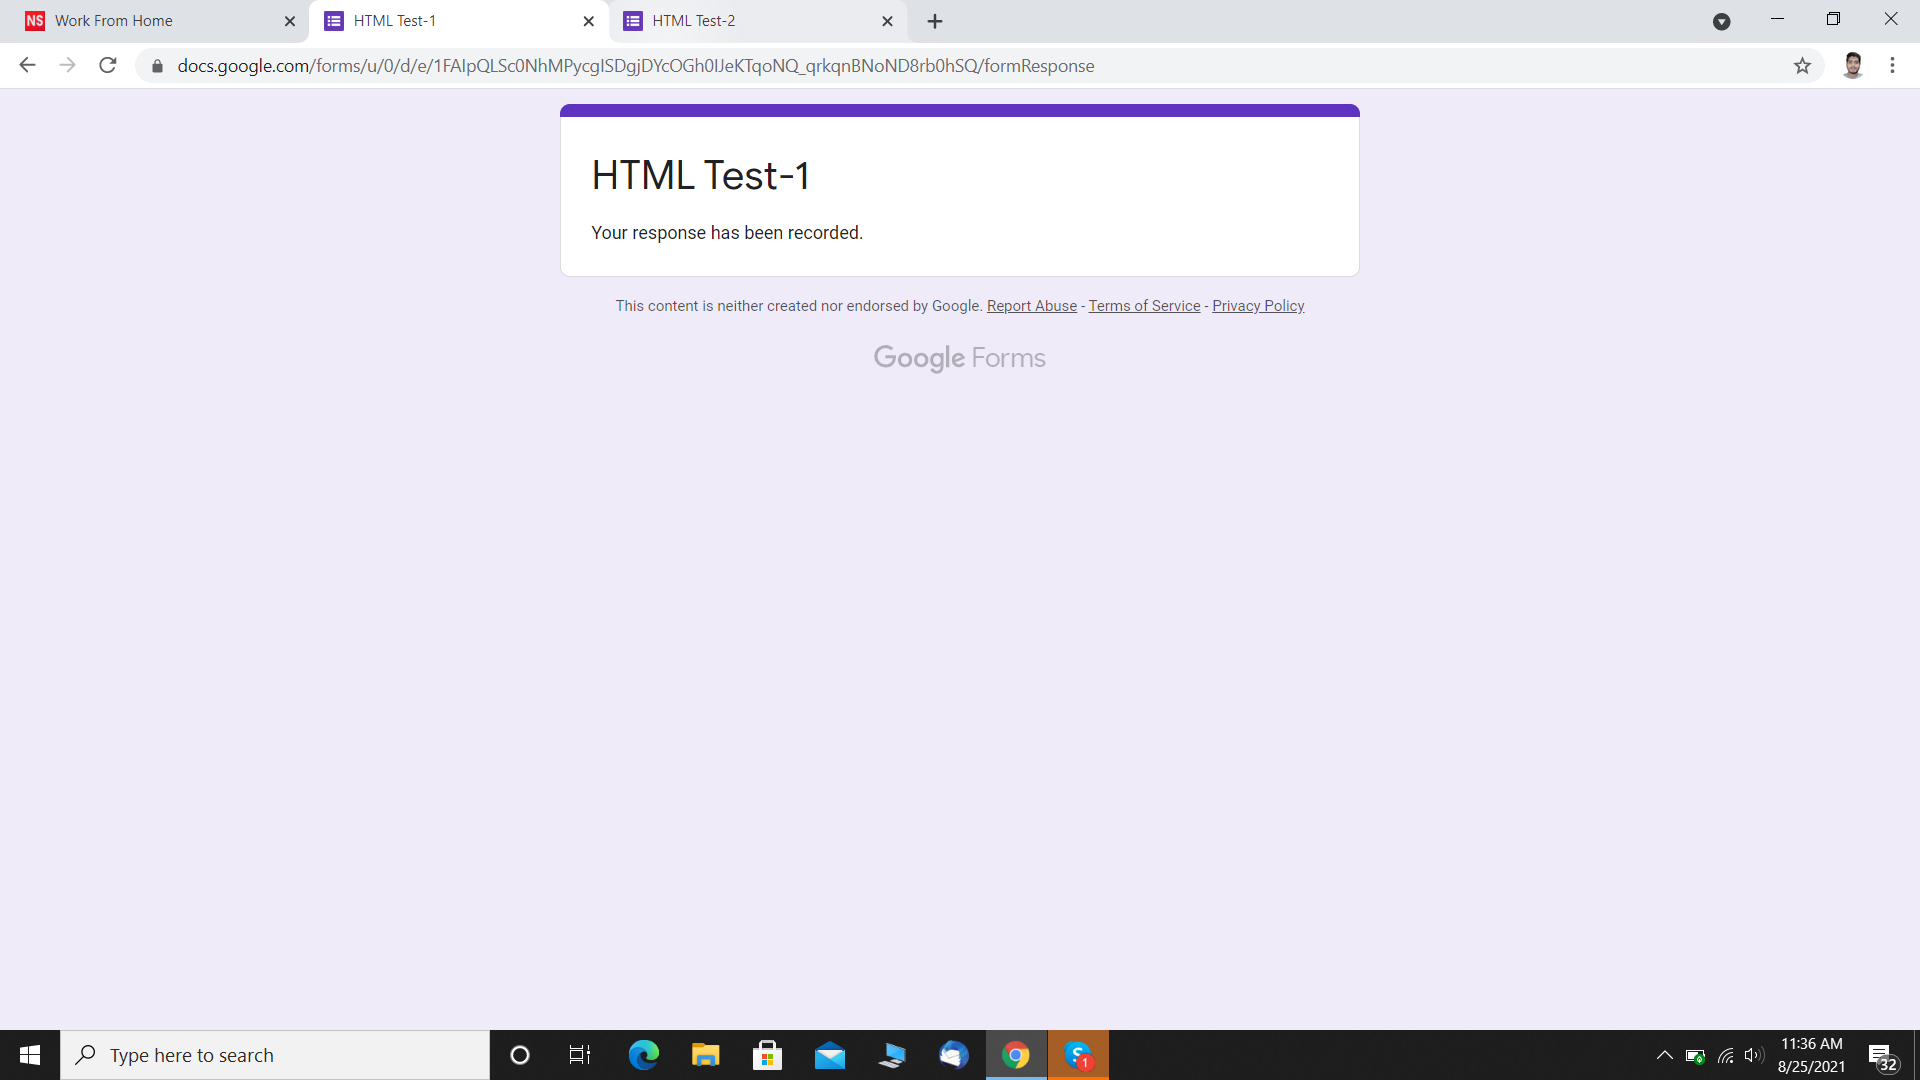 NS Work From Home
HTML Test-1
HTML Test-2
docs.google.com/forms/u/0/d/e/1FAIpQLSc0NhMPycgISDgjDYcOGh0IJeKTqoNQ_qrkqnBNoND8rb0hSQ/formResponse
HTML Test-1
Your response has been recorded.
This content is neither created nor endorsed by Google. Report Abuse - Terms of Service - Privacy Policy
Google Forms
Type here to search
S 1
11:36 AM
8/25/2021
32